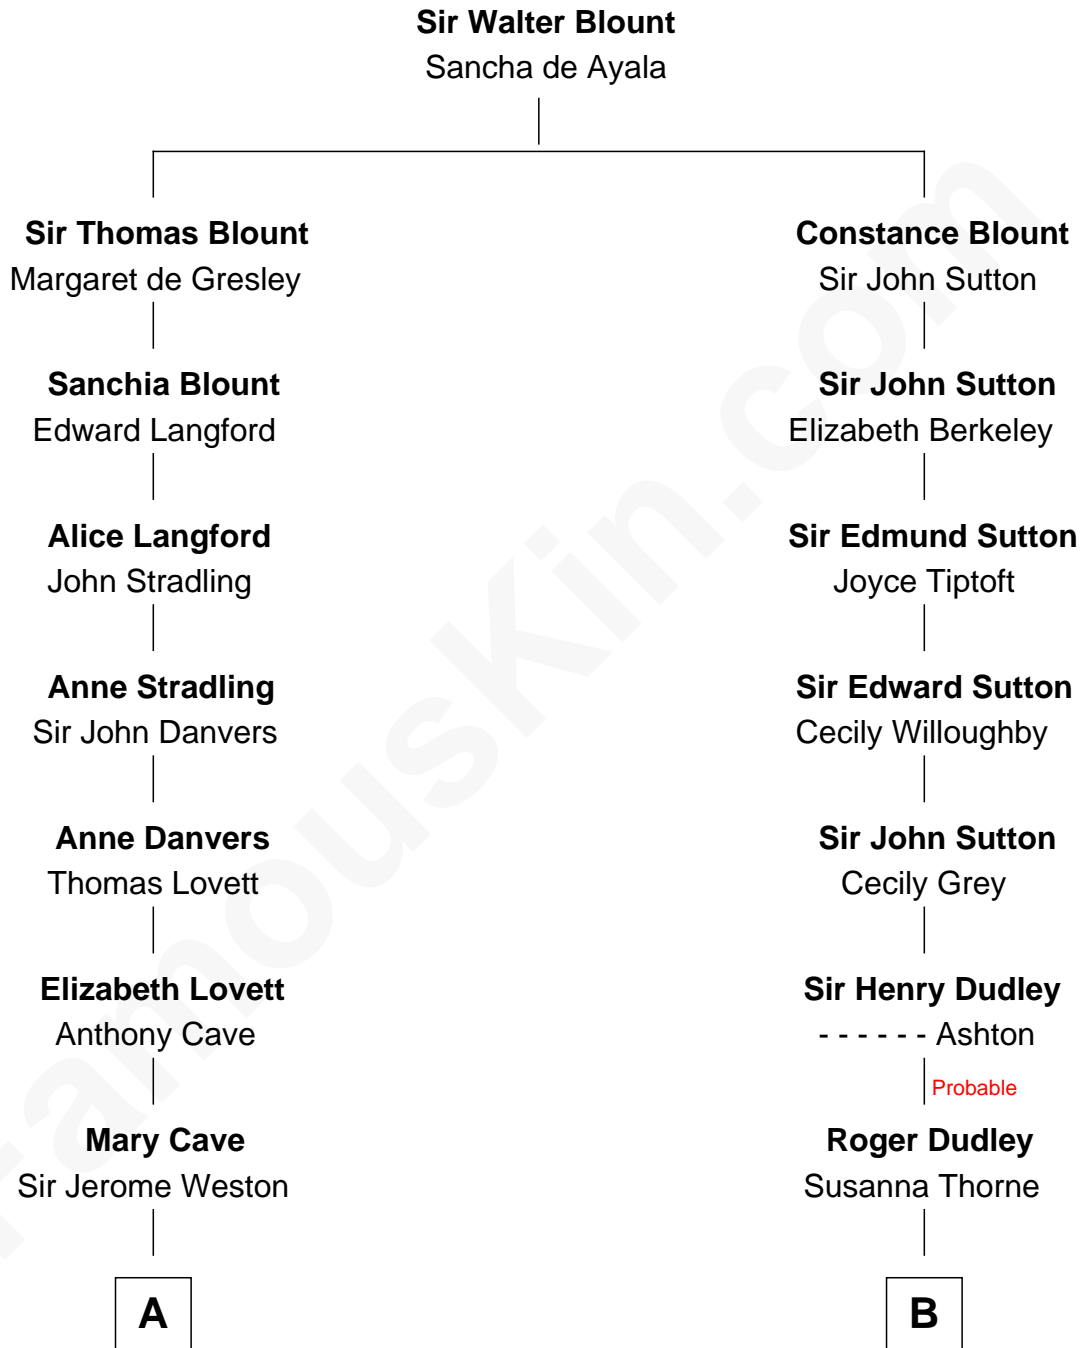 Sir Walter Blount
Sancha de Ayala
Sir Thomas Blount
Margaret de Gresley
Constance Blount
Sir John Sutton
Sanchia Blount
Edward Langford
Sir John Sutton
Elizabeth Berkeley
Alice Langford
John Stradling
Sir Edmund Sutton
Joyce Tiptoft
Anne Stradling
Sir John Danvers
Sir Edward Sutton
Cecily Willoughby
Anne Danvers
Thomas Lovett
Sir John Sutton
Cecily Grey
Elizabeth Lovett
Anthony Cave
Sir Henry Dudley
- - - - - - Ashton
Probable
Mary Cave
Sir Jerome Weston
Roger Dudley
Susanna Thorne
A
B
FamousKin.com